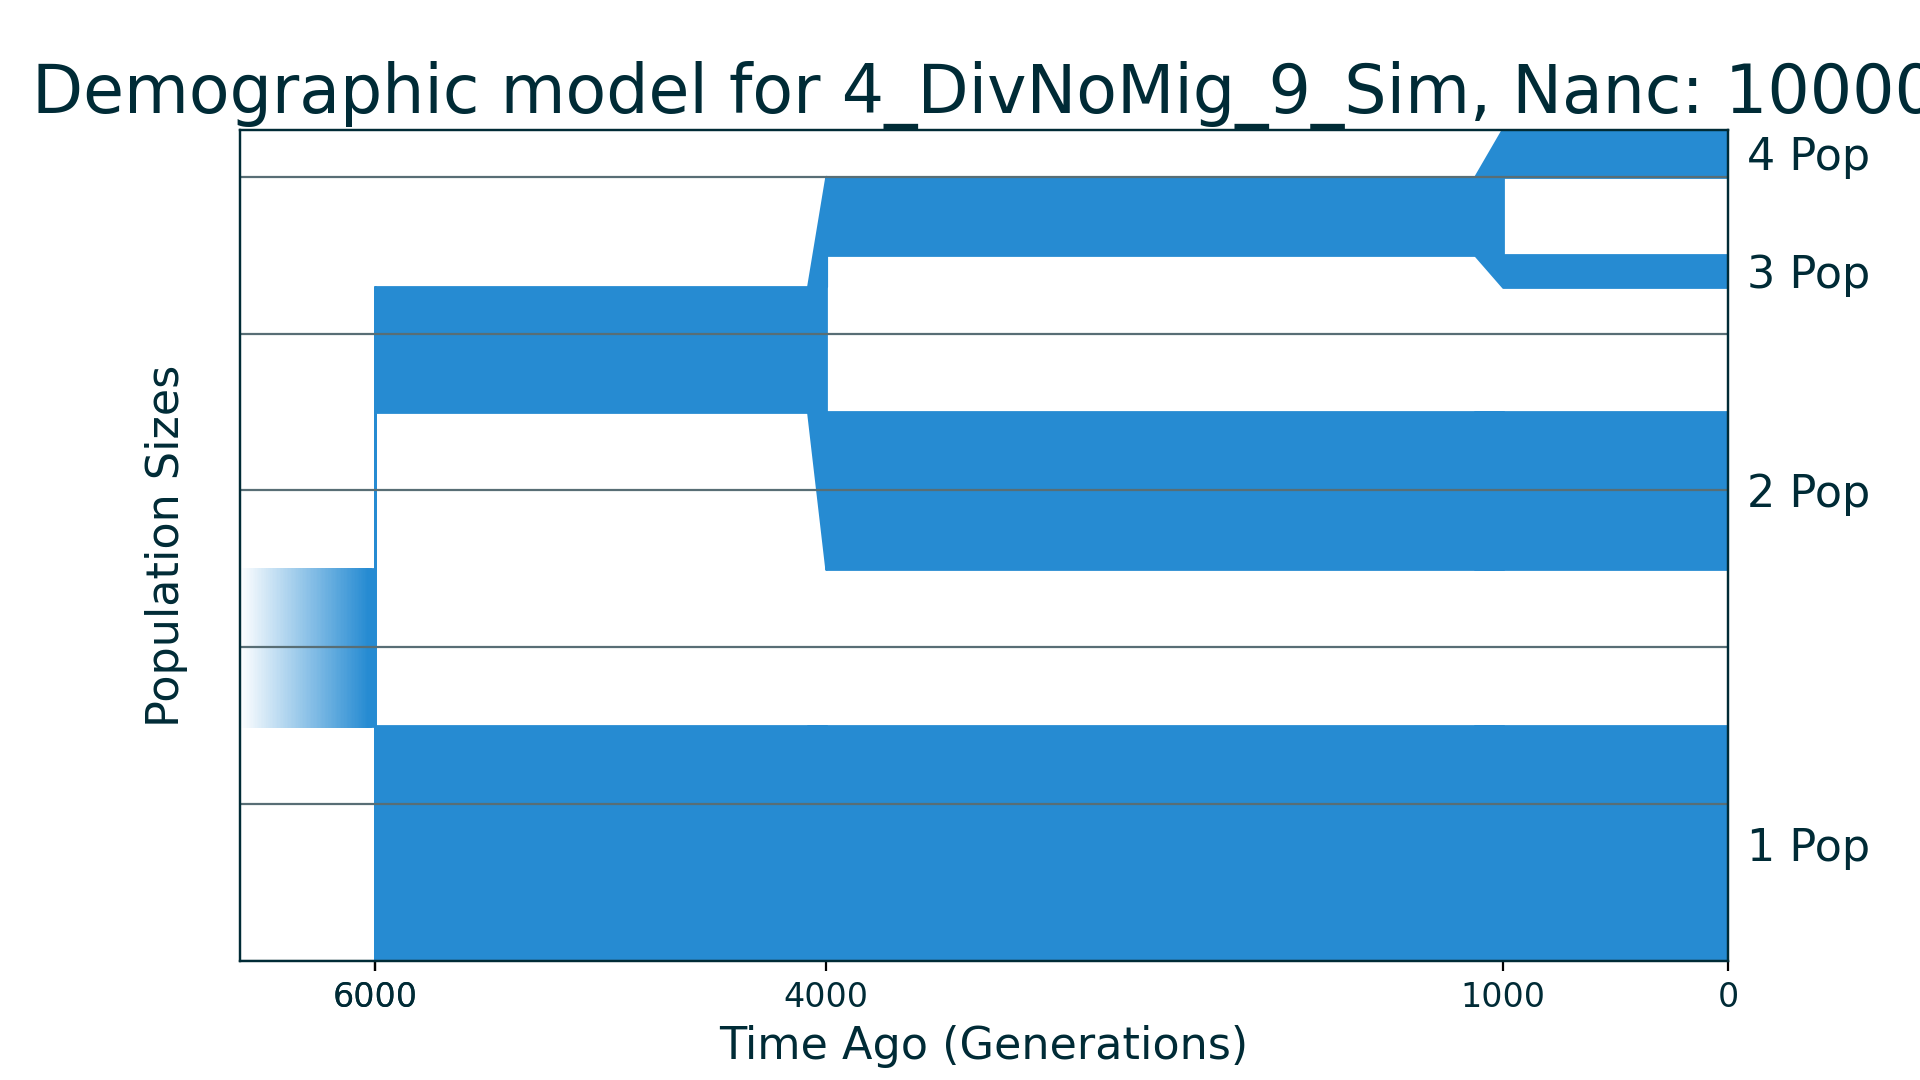 Demographic model for 4_DivNoMig_9_Sim, Nanc: 10000
4 Pop
3 Pop
2 Pop
1 Pop
Population Sizes
6000 4000 1000 0
Time Ago (Generations)